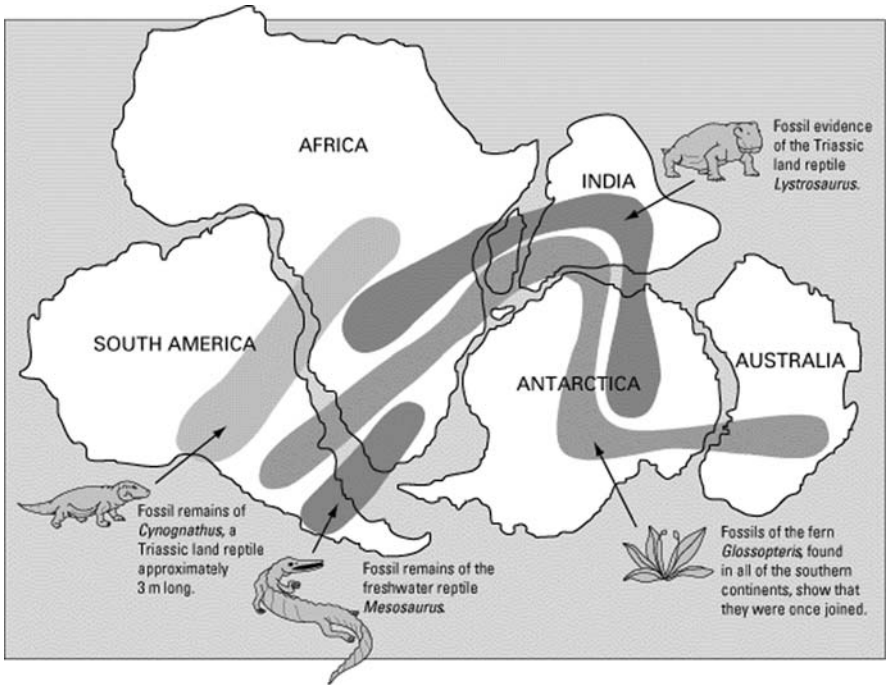 AFRICA
INDIA
Fossil evidence
of the Triassic
land reptile
Lystrosaurus.
SOUTH AMERICA
ANTARCTICA
AUSTRALIA
Fossil remains of
Cynognathus, a
Triassic land reptile
approximately
3 m long.
Fossil remains of the
freshwater reptile
Mesosaurus.
Fossils of the fern
Glossopteris, found
in all of the southern
continents, show that
they were once joined.